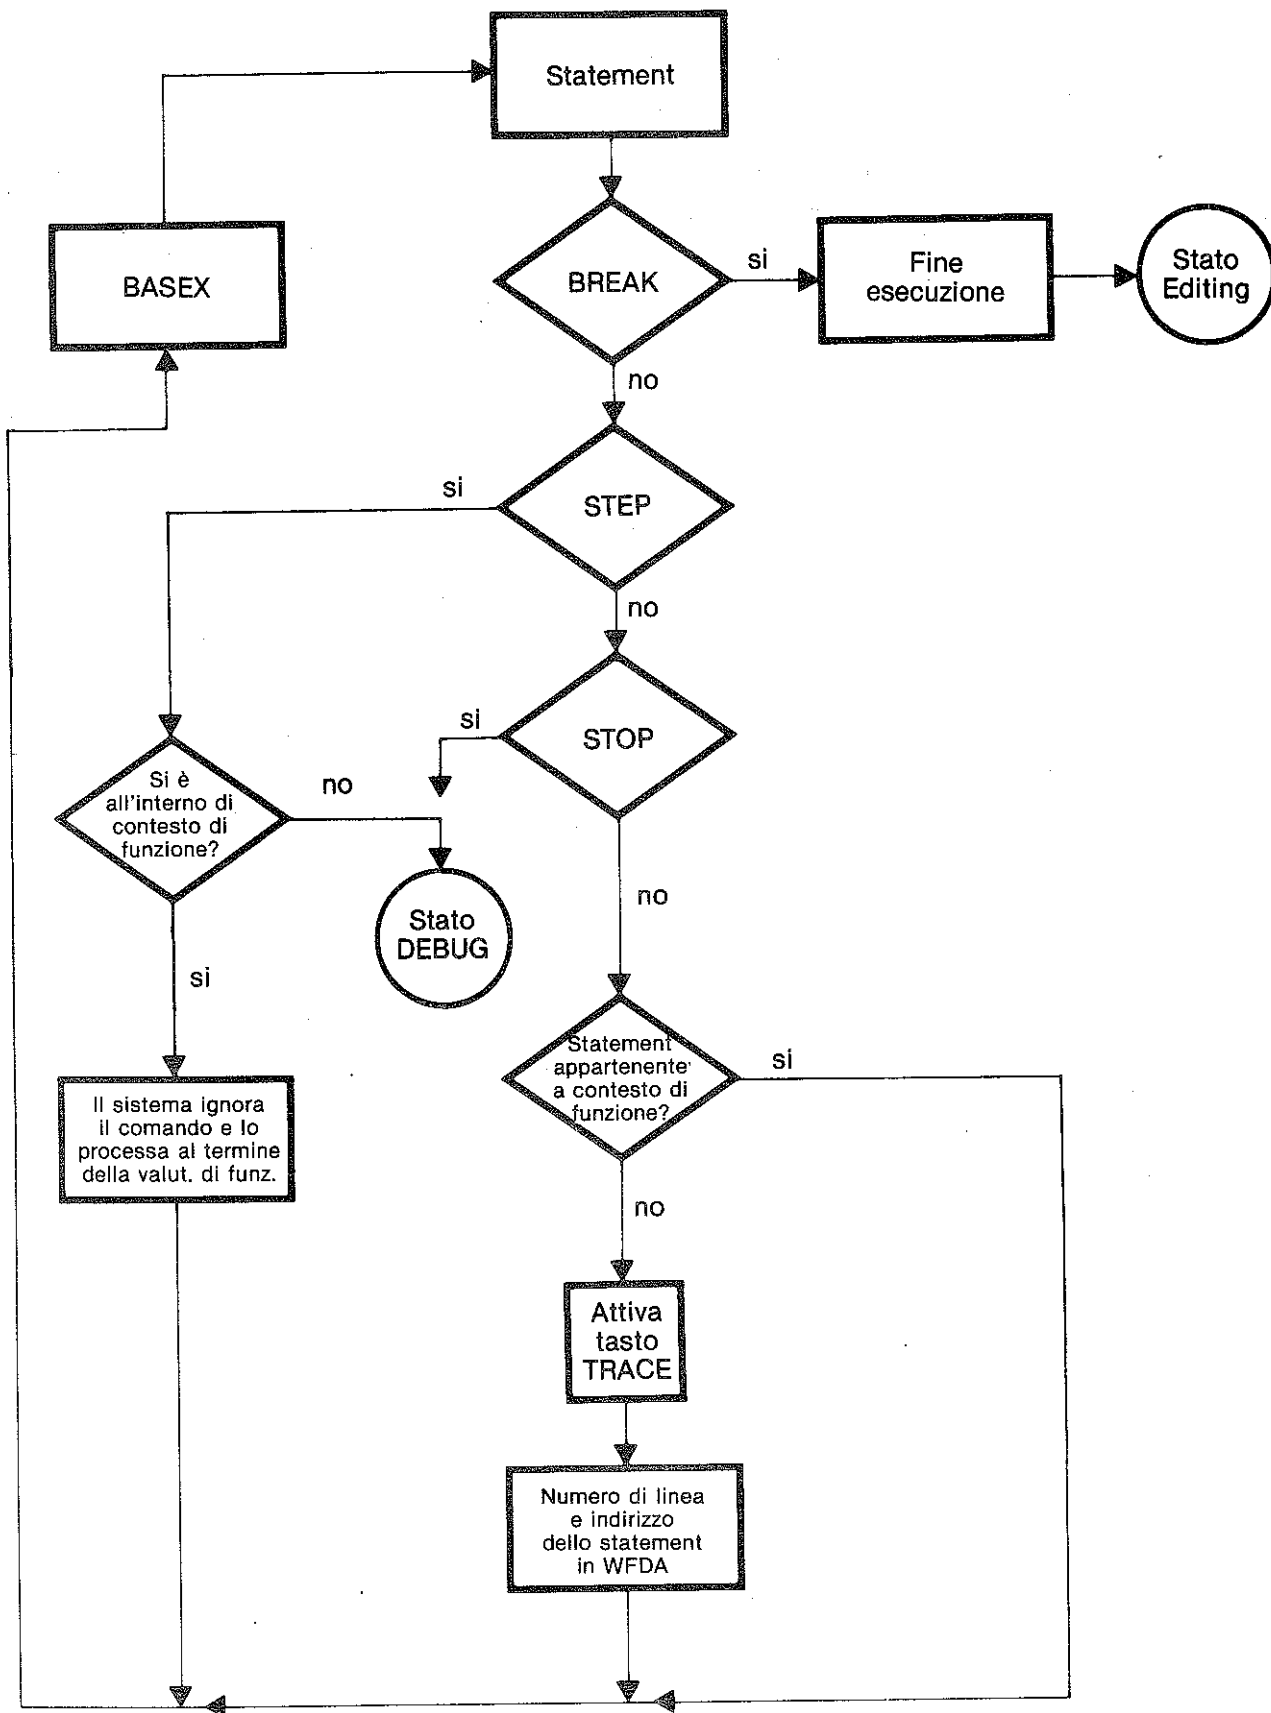 Statement
BASEX
BREAK
si
Fine
esecuzione
Stato
Editing
no
STEP
si
no
STOP
si
Si è
all'interno di
contesto di
funzione?
no
Stato
DEBUG
no
si
Statement
appartenente
a contesto di
funzione?
si
Il sistema ignora
il comando e lo
processa al termine
della valut. di funz.
no
Attiva
tasto
TRACE
Numero di linea
e indirizzo
dello statement
in WFDA